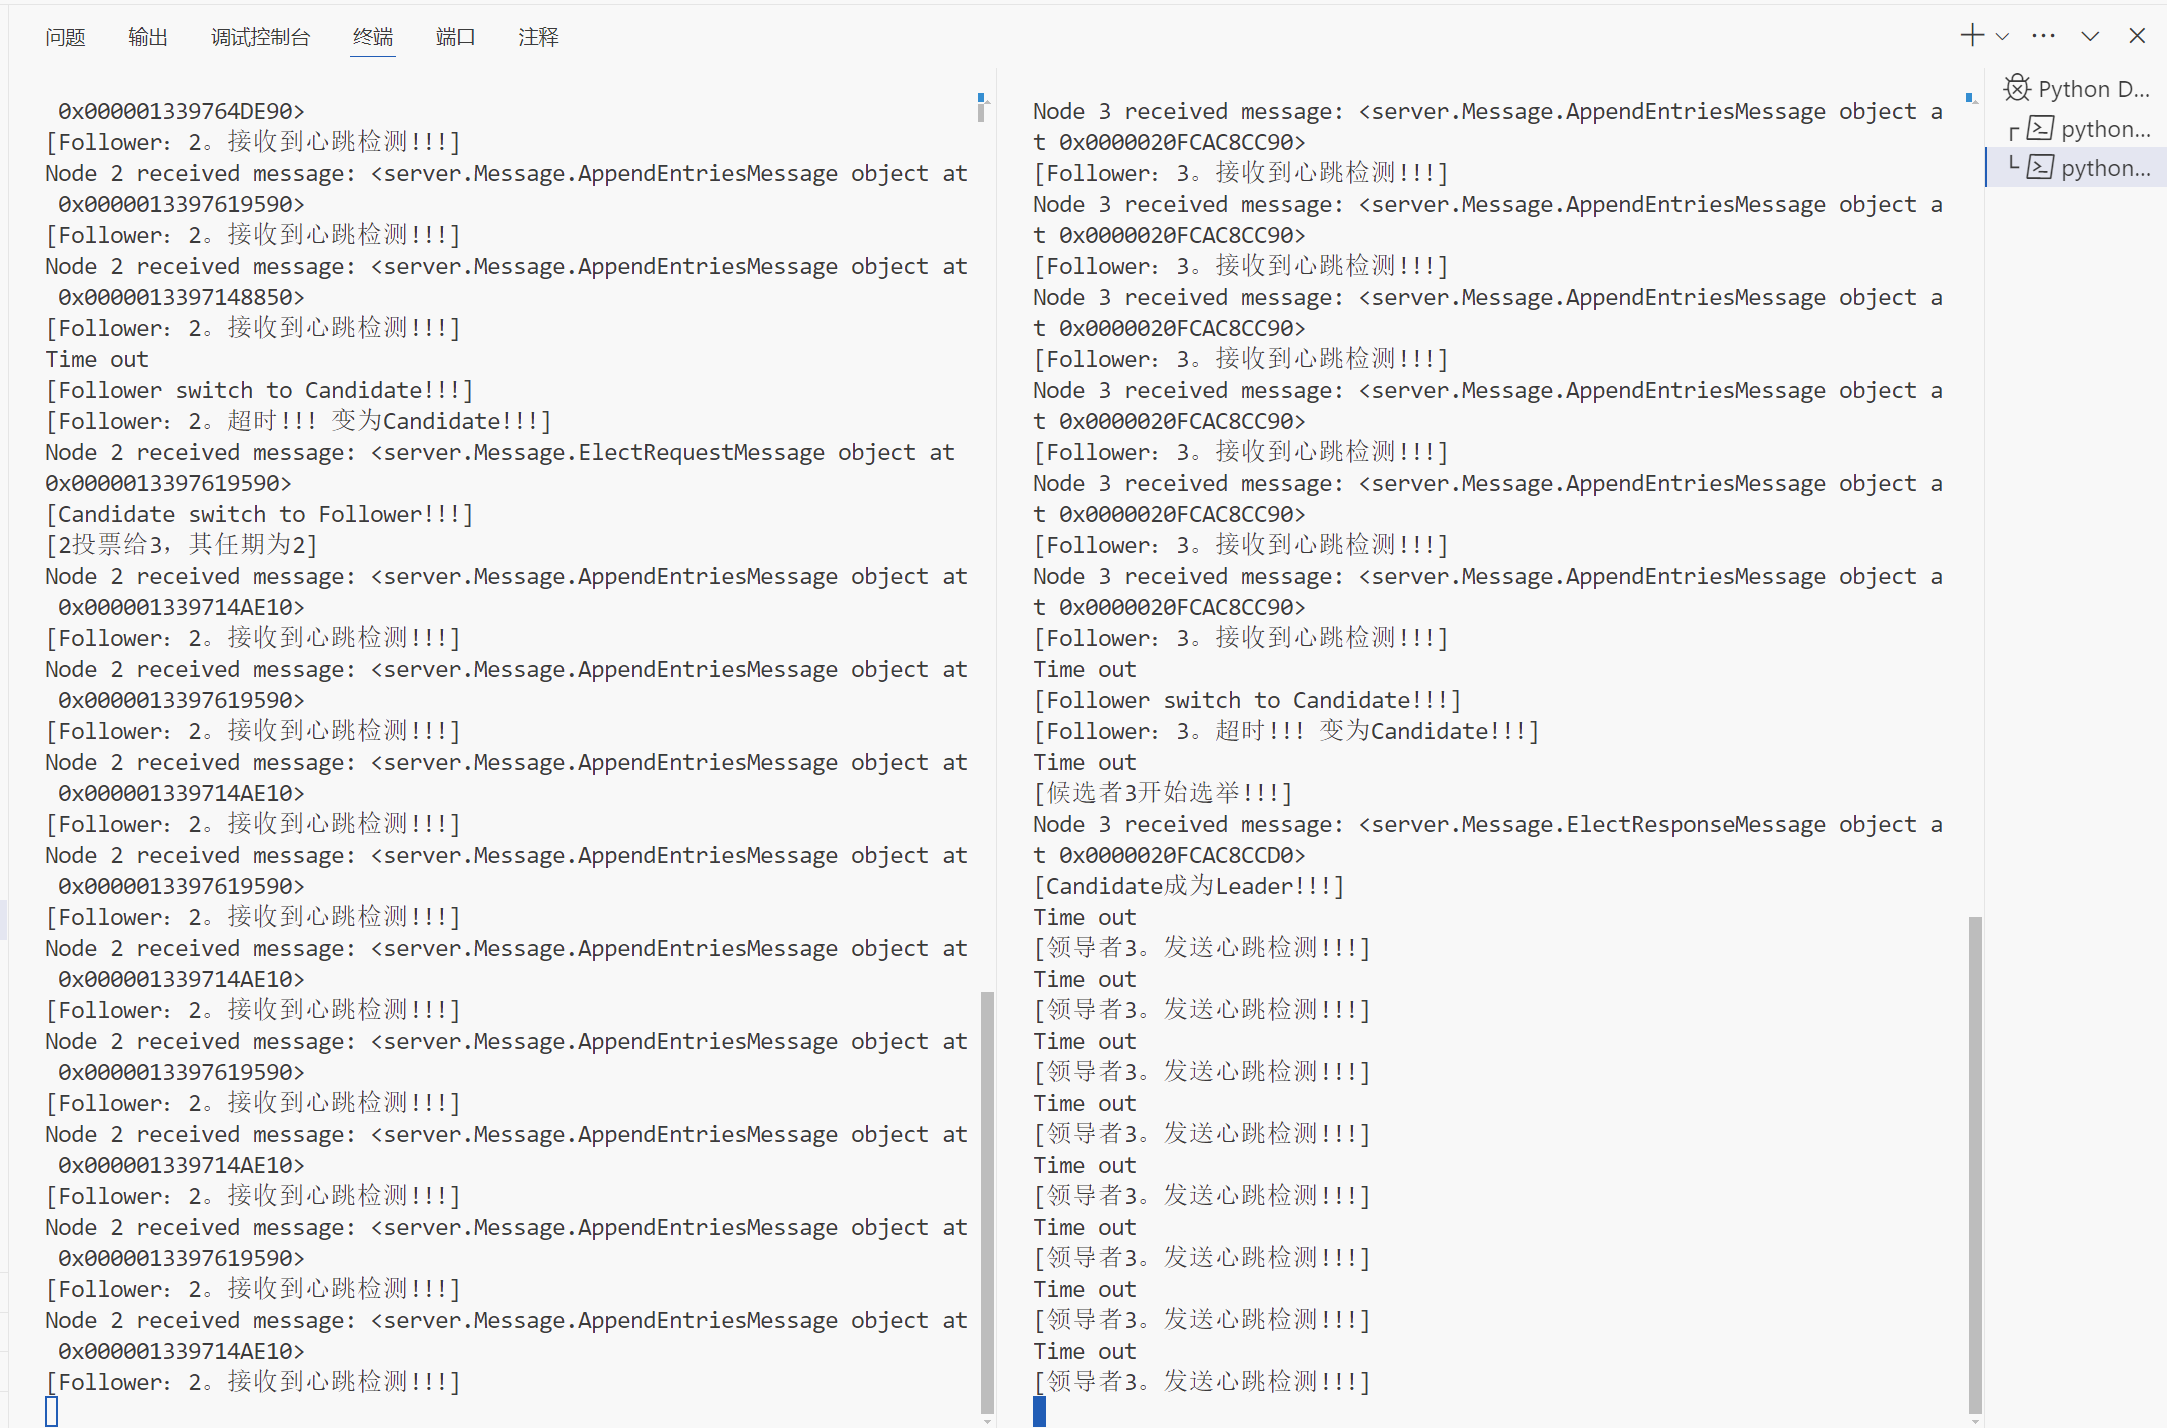 问题 输出 调试控制台 终端 端口 注释
 0x000001339764DE90>
[Follower: 2。接收到心跳检测!!!]
Node 2 received message: <server.Message.AppendEntriesMessage object at
 0x0000013397619590>
[Follower: 2。接收到心跳检测!!!]
Node 2 received message: <server.Message.AppendEntriesMessage object at
 0x0000013397148850>
[Follower: 2。接收到心跳检测!!!]
Time out
[Follower switch to Candidate!!!]
[Follower: 2。超时!!! 变为Candidate!!!]
Node 2 received message: <server.Message.ElectRequestMessage object at
0x0000013397619590>
[Candidate switch to Follower!!!]
[2投票给3，其任期为2]
Node 2 received message: <server.Message.AppendEntriesMessage object at
 0x000001339714AE10>
[Follower: 2。接收到心跳检测!!!]
Node 2 received message: <server.Message.AppendEntriesMessage object at
 0x0000013397619590>
[Follower: 2。接收到心跳检测!!!]
Node 2 received message: <server.Message.AppendEntriesMessage object at
 0x000001339714AE10>
[Follower: 2。接收到心跳检测!!!]
Node 2 received message: <server.Message.AppendEntriesMessage object at
 0x0000013397619590>
[Follower: 2。接收到心跳检测!!!]
Node 2 received message: <server.Message.AppendEntriesMessage object at
 0x000001339714AE10>
[Follower: 2。接收到心跳检测!!!]
Node 2 received message: <server.Message.AppendEntriesMessage object at
 0x0000013397619590>
[Follower: 2。接收到心跳检测!!!]
Node 2 received message: <server.Message.AppendEntriesMessage object at
 0x000001339714AE10>
[Follower: 2。接收到心跳检测!!!]
Node 2 received message: <server.Message.AppendEntriesMessage object at
 0x0000013397619590>
[Follower: 2。接收到心跳检测!!!]
Node 2 received message: <server.Message.AppendEntriesMessage object at
 0x000001339714AE10>
[Follower: 2。接收到心跳检测!!!]
Node 3 received message: <server.Message.AppendEntriesMessage object a
t 0x0000020FCAC8CC90>
[Follower: 3。接收到心跳检测!!!]
Node 3 received message: <server.Message.AppendEntriesMessage object a
t 0x0000020FCAC8CC90>
[Follower: 3。接收到心跳检测!!!]
Node 3 received message: <server.Message.AppendEntriesMessage object a
t 0x0000020FCAC8CC90>
[Follower: 3。接收到心跳检测!!!]
Node 3 received message: <server.Message.AppendEntriesMessage object a
t 0x0000020FCAC8CC90>
[Follower: 3。接收到心跳检测!!!]
Node 3 received message: <server.Message.AppendEntriesMessage object a
t 0x0000020FCAC8CC90>
[Follower: 3。接收到心跳检测!!!]
Node 3 received message: <server.Message.AppendEntriesMessage object a
t 0x0000020FCAC8CC90>
[Follower: 3。接收到心跳检测!!!]
Time out
[Follower switch to Candidate!!!]
[Follower: 3。超时!!! 变为Candidate!!!]
Time out
[候选者3开始选举!!!]
Node 3 received message: <server.Message.ElectResponseMessage object a
t 0x0000020FCAC8CCD0>
[Candidate成为Leader!!!]
Time out
[领导者3。发送心跳检测!!!]
Time out
[领导者3。发送心跳检测!!!]
Time out
[领导者3。发送心跳检测!!!]
Time out
[领导者3。发送心跳检测!!!]
Time out
[领导者3。发送心跳检测!!!]
Time out
[领导者3。发送心跳检测!!!]
Time out
[领导者3。发送心跳检测!!!]
Time out
[领导者3。发送心跳检测!!!]
Python D...
python...
python...